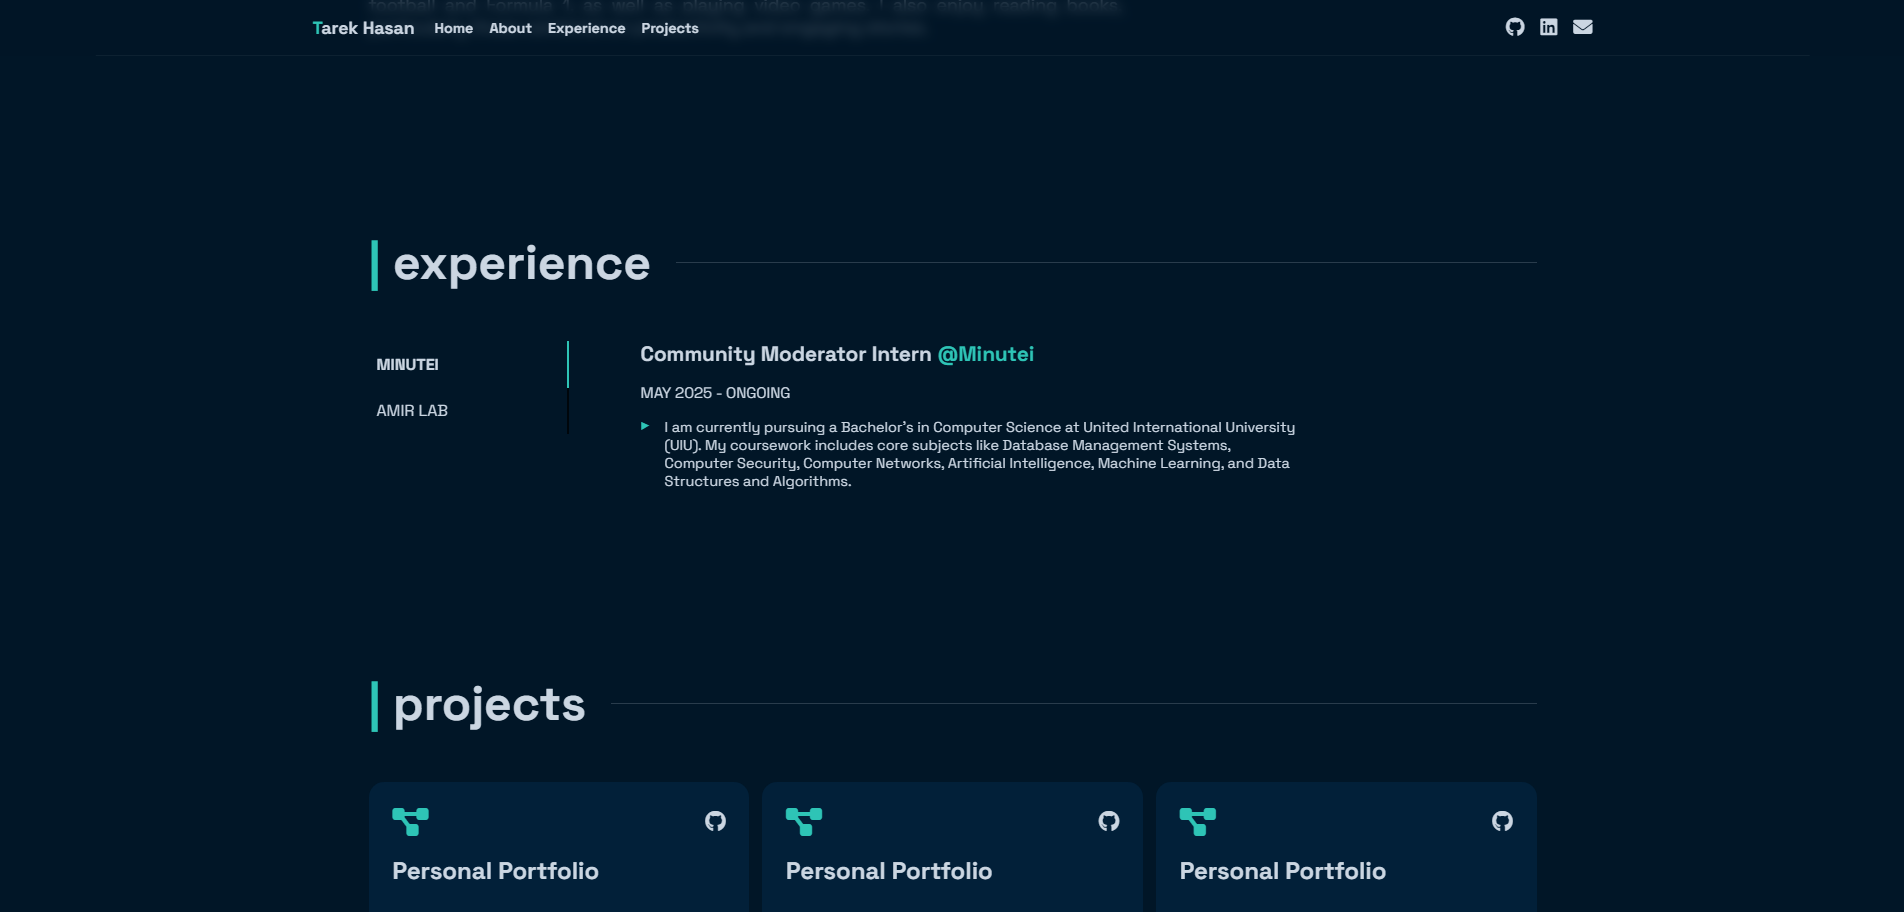 football and Formula 1, as well as playing video games. I also enjoy reading books,
Tarek Hasan Home About Experience Projects
experience
MINUTEI
AMIR LAB
Community Moderator Intern @Minutei
MAY 2025 - ONGOING
I am currently pursuing a Bachelor's in Computer Science at United International University
(UIU). My coursework includes core subjects like Database Management Systems,
Computer Security, Computer Networks, Artificial Intelligence, Machine Learning, and Data
Structures and Algorithms.
projects
Personal Portfolio
Personal Portfolio
Personal Portfolio